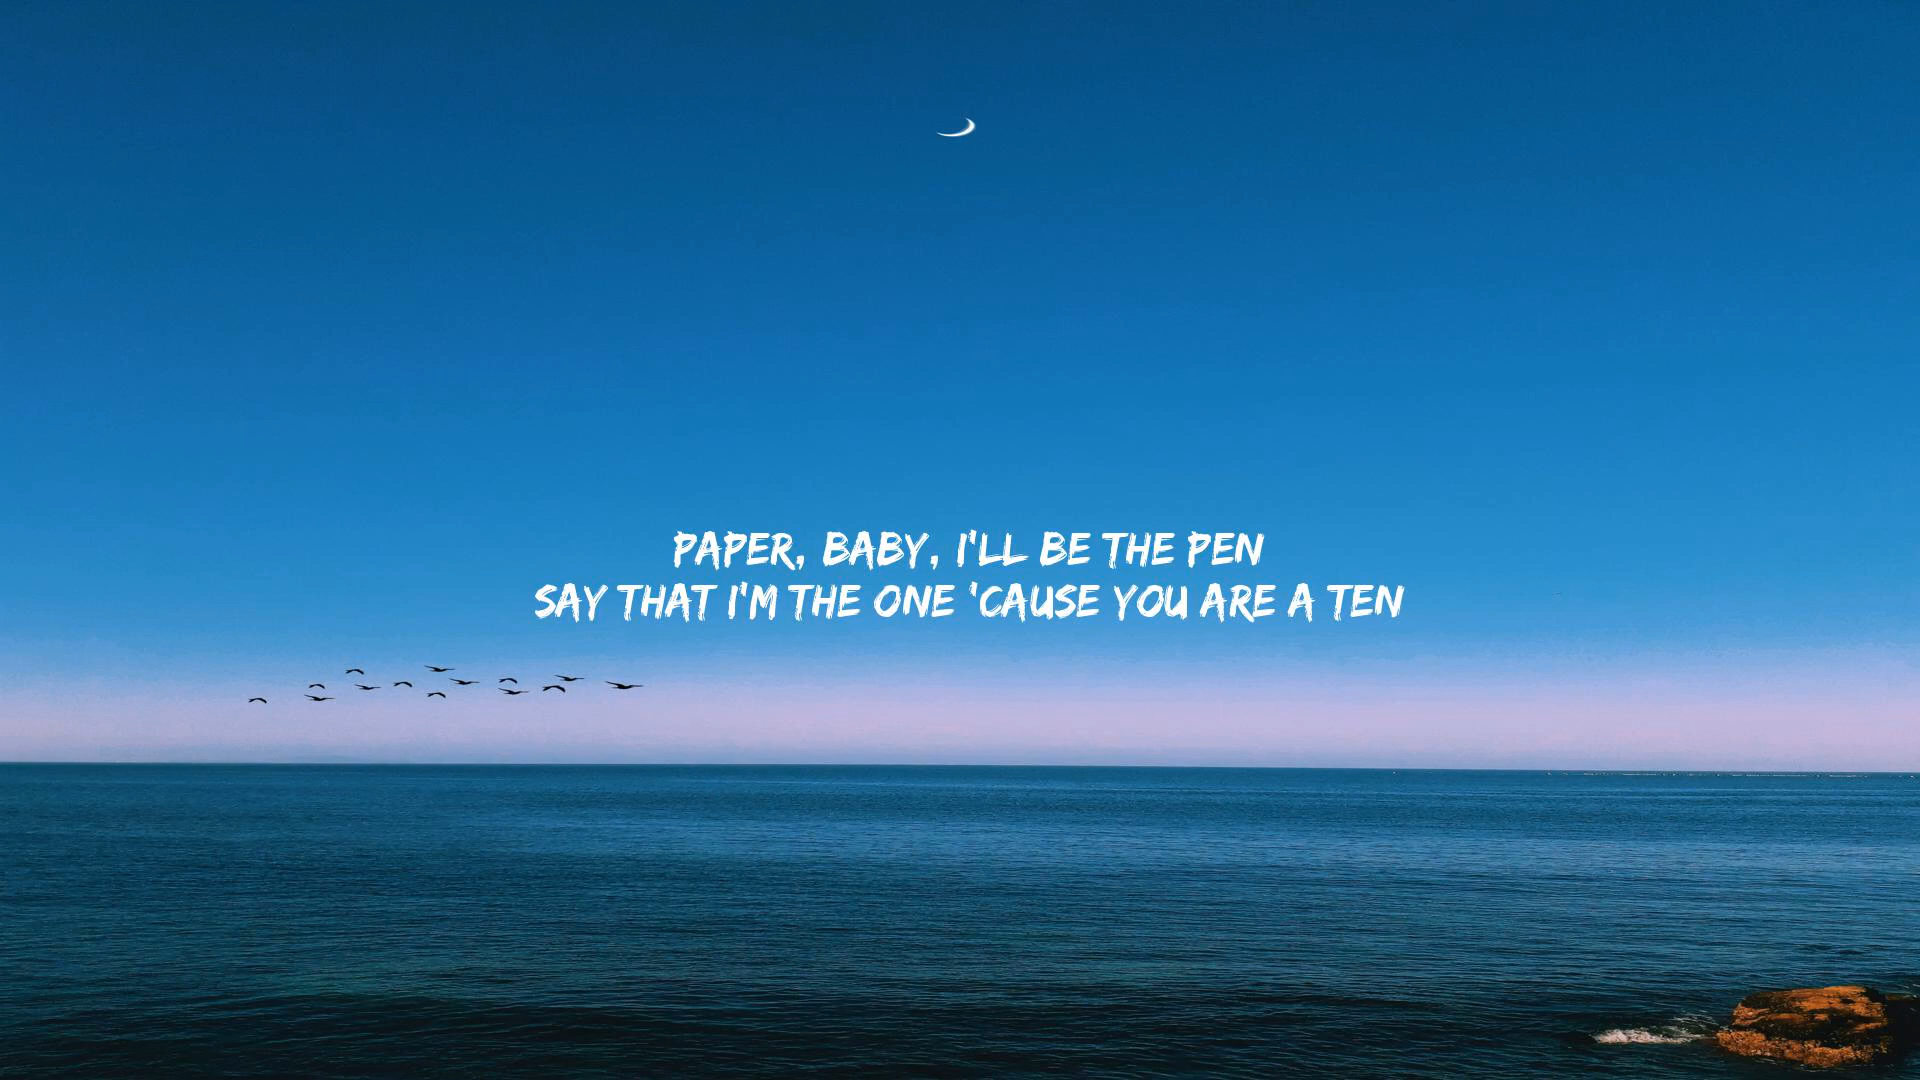 PAPER, BABY, I'LL BE THE PEN
SAY THAT I'M THE ONE 'CAUSE YOU ARE A TEN